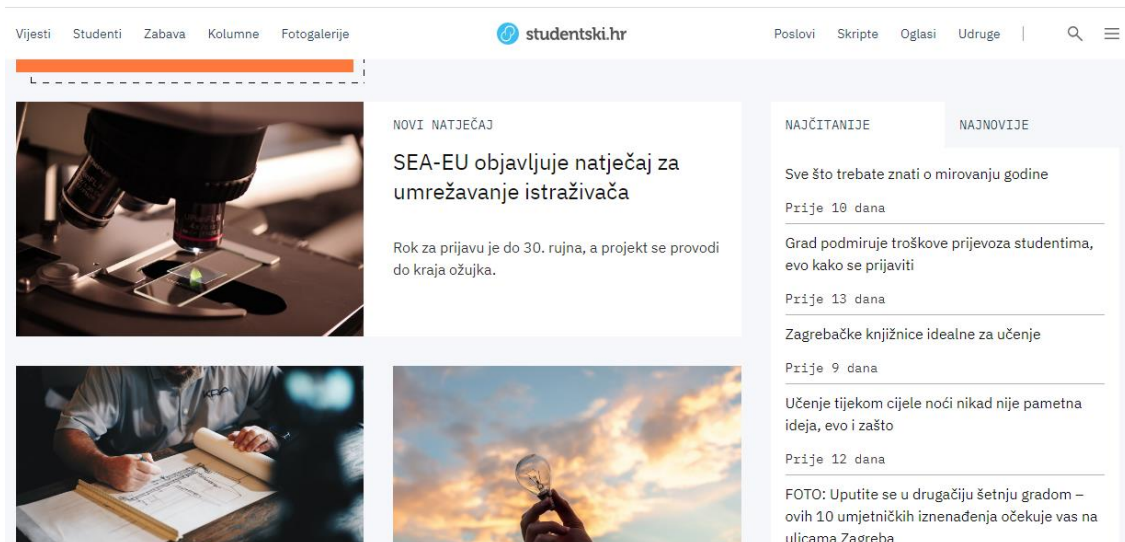 Vijesti Studenti Zabava Kolumne Fotogalerije studentski.hr Poslovi Skripte Oglasi Udruge
NOVI NATJEČAJ
SEA-EU objavljuje natječaj za
umrežavanje istraživača
Rok za prijavu je do 30. rujna, a projekt se provodi
do kraja ožujka.
NAJČITANIJE NAJNOVIJE
Sve što trebate znati o mirovanju godine
Prije 10 dana
Grad podmiruje troškove prijevoza studentima,
evo kako se prijaviti
Prije 13 dana
Zagrebačke knjižnice idealne za učenje
Prije 9 dana
Učenje tijekom cijele noći nikad nije pametna
ideja, evo i zašto
Prije 12 dana
FOTO: Uputite se u drugačiju šetnju gradom –
ovih 10 umjetničkih iznenađenja očekuje vas na
ulicama Zagreba